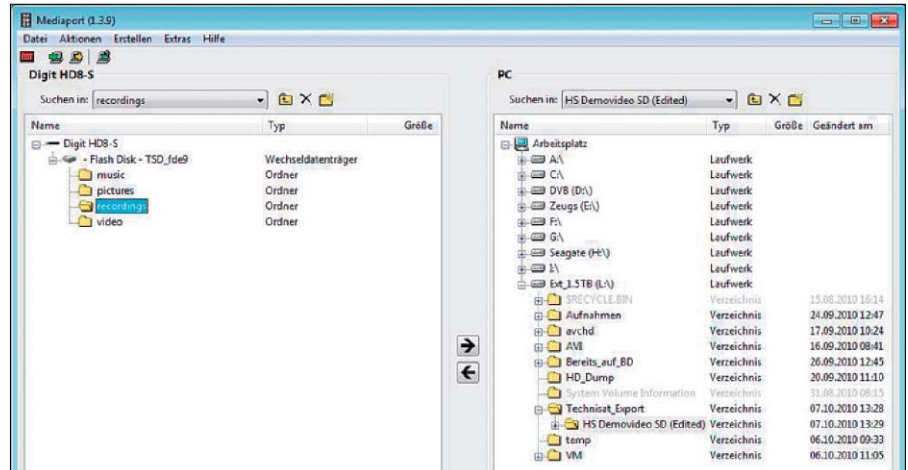 Mediaport (1.3.9)
Datei Aktionen Erstellen Extras Hilfe
Digit HD8-S
Suchen in: recordings
Name Typ Größe
Digit HD8-S
- Flash Disk - TSD_fde9 Wechseldatenträger
music Ordner
pictures Ordner
recordings Ordner
video Ordner
PC
Suchen in: HS Demovideo SD (Edited)
Name Typ Größe Geändert am
Arbeitsplatz
A:\ Laufwerk
C:\ Laufwerk
DVB (D:\) Laufwerk
Zeugs (E:\) Laufwerk
F:\ Laufwerk
G:\ Laufwerk
Seagate (H:\) Laufwerk
I:\ Laufwerk
Ext_1.5TB (L:\) Laufwerk
$RECYCLE.BIN Verzeichnis 15.08.2010 16:14
Aufnahmen Verzeichnis 24.09.2010 12:47
avchd Verzeichnis 17.09.2010 10:24
AVI Verzeichnis 16.09.2010 08:41
Bereits_auf_BD Verzeichnis 26.09.2010 12:45
HD_Dump Verzeichnis 20.09.2010 11:10
System Volume Information Verzeichnis 31.08.2010 08:15
Technisat_Export Verzeichnis 07.10.2010 13:28
HS Demovideo SD (Edited) Verzeichnis 07.10.2010 13:29
temp Verzeichnis 06.10.2010 09:33
VM Verzeichnis 06.10.2010 11:05